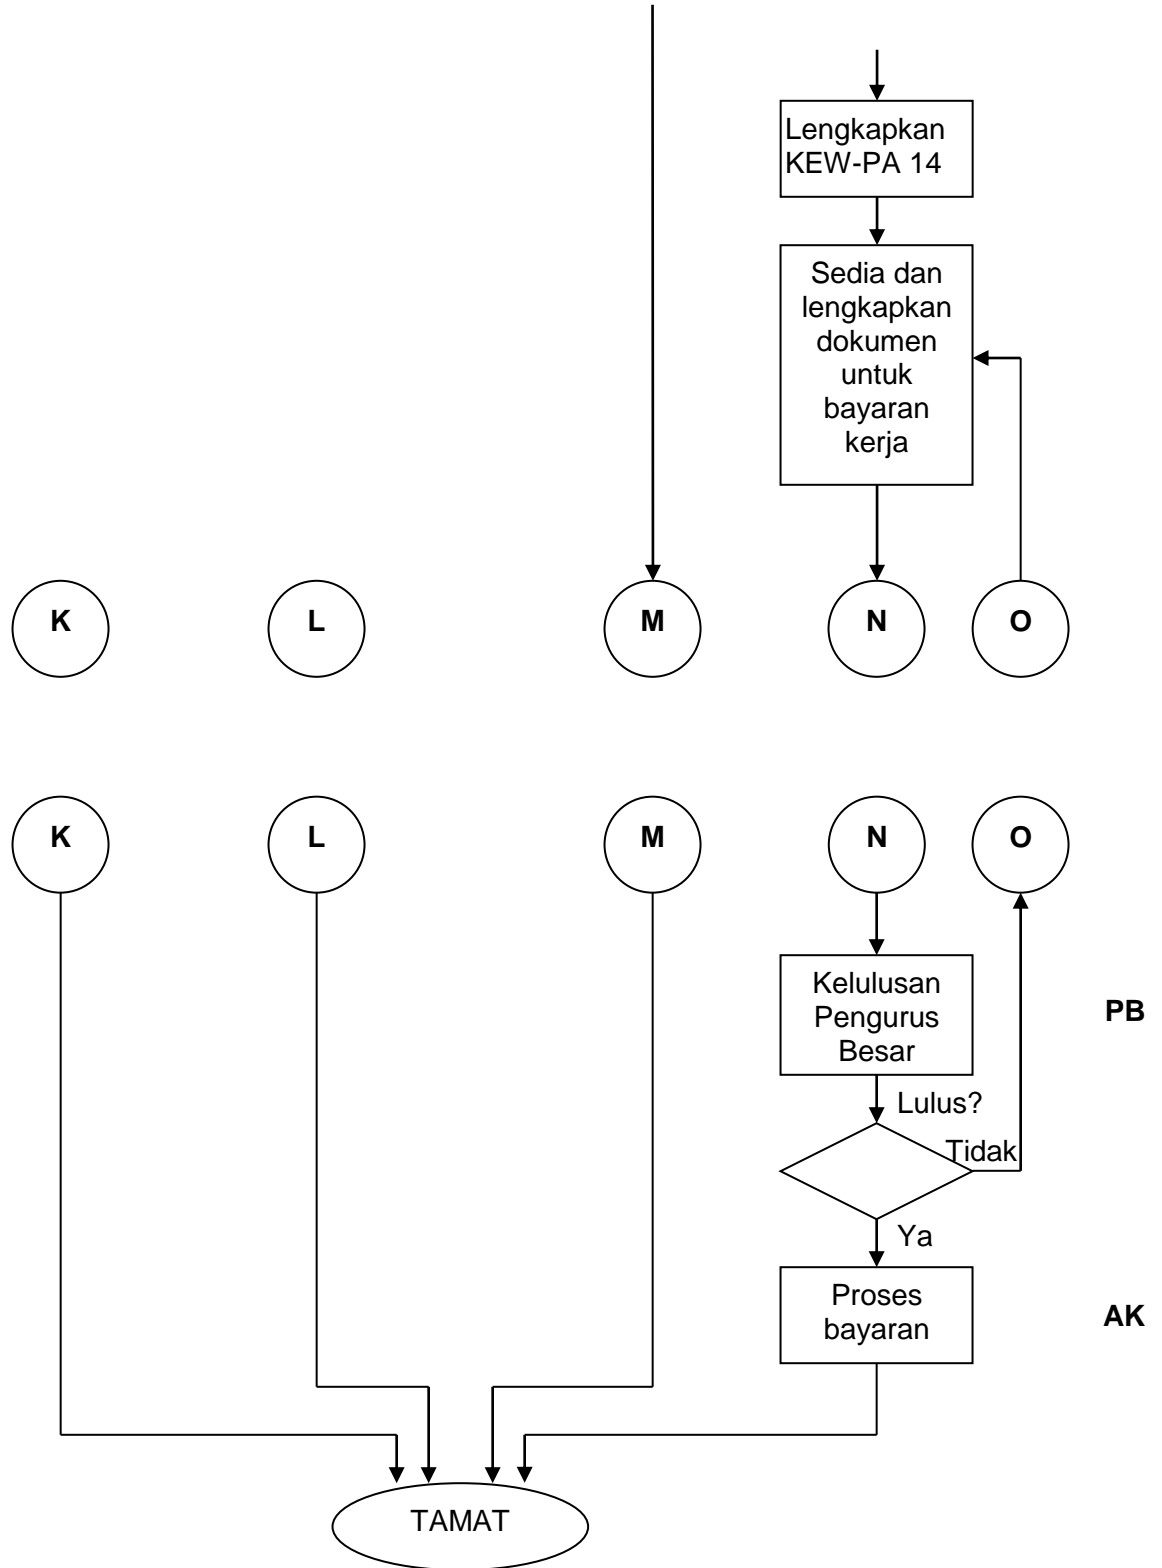 Lengkapkan
KEW-PA 14
Sedia dan
lengkapkan
dokumen
untuk
bayaran
kerja
K L M N O
K L M N O
Kelulusan
Pengurus
Besar
PB
Lulus?
Tidak
Ya
Proses
bayaran
AK
TAMAT